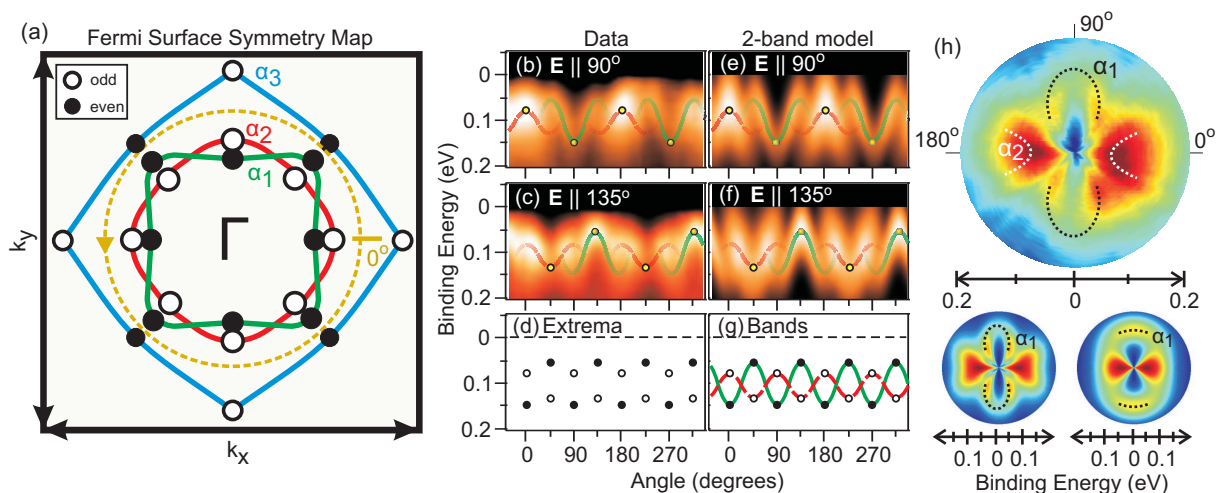 (a) Fermi Surface Symmetry Map
odd
even
α3
α2
α1
Γ
0°
ky
kx
Data
2-band model
(b) E || 90°
(e) E || 90°
(c) E || 135°
(f) E || 135°
(d) Extrema
(g) Bands
Binding Energy (eV)
0
0.1
0.2
0
0.1
0.2
0
0.1
0.2
0 90 180 270
0 90 180 270
Angle (degrees)
(h)
90°
α1
180°
α2
0°
0.2 0 0.2
α1
α1
0.1 0 0.1
0.1 0 0.1
Binding Energy (eV)